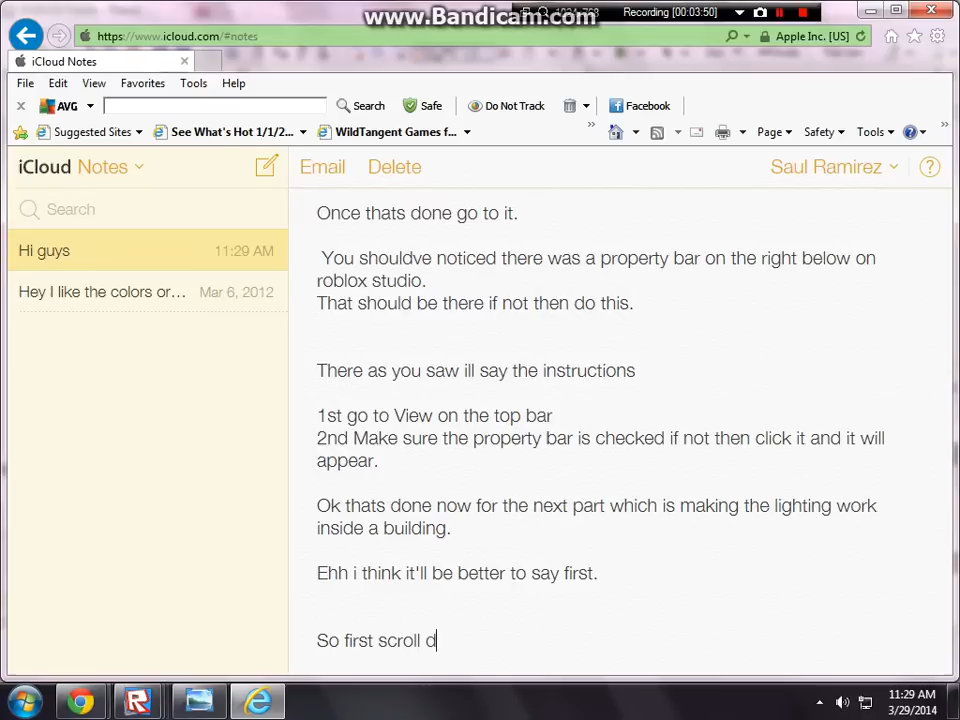 www.Bandicam.com
Recording [00:03:50]
https://www.icloud.com/#notes
Apple Inc. [US]
iCloud Notes
File Edit View Favorites Tools Help
AVG Search Safe Do Not Track Facebook
Suggested Sites See What's Hot 1/1/2... WildTangent Games f... Page Safety Tools
iCloud Notes Email Delete Saul Ramirez
Search
Hi guys 11:29 AM
Hey I like the colors or... Mar 6, 2012
Once thats done go to it.
You shouldve noticed there was a property bar on the right below on
roblox studio.
That should be there if not then do this.
There as you saw ill say the instructions
1st go to View on the top bar
2nd Make sure the property bar is checked if not then click it and it will
appear.
Ok thats done now for the next part which is making the lighting work
inside a building.
Ehh i think it'll be better to say first.
So first scroll d
11:29 AM
3/29/2014